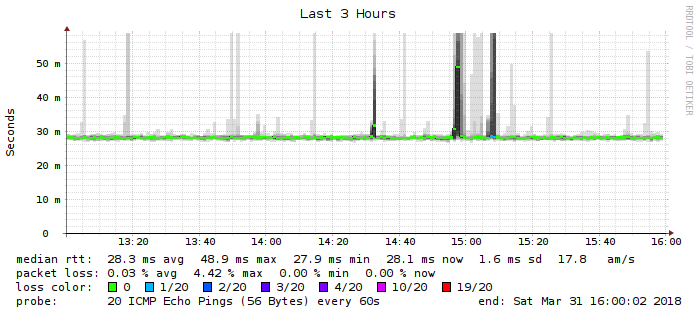 Last 3 Hours
RRDTOOL / TOBI OETIKER
Seconds
50 m
40 m
30 m
20 m
10 m
0
13:20 13:40 14:00 14:20 14:40 15:00 15:20 15:40 16:00
median rtt: 28.3 ms avg 48.9 ms max 27.9 ms min 28.1 ms now 1.6 ms sd 17.8 am/s
packet loss: 0.03 % avg 4.42 % max 0.00 % min 0.00 % now
loss color: 0 1/20 2/20 3/20 4/20 10/20 19/20
probe: 20 ICMP Echo Pings (56 Bytes) every 60s end: Sat Mar 31 16:00:02 2018